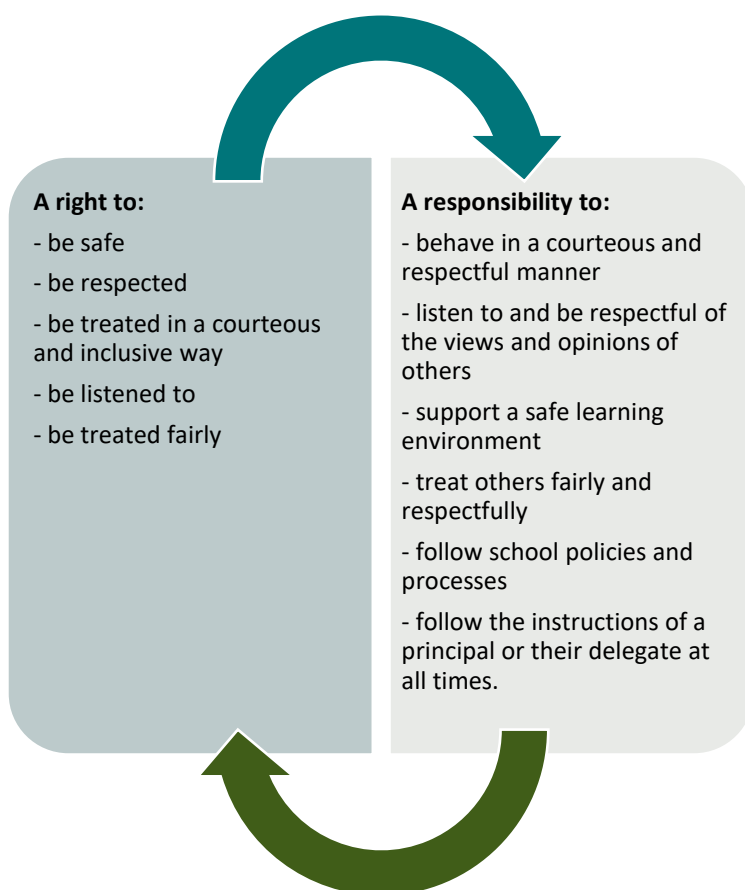 A right to:
- be safe
- be respected
- be treated in a courteous
and inclusive way
- be listened to
- be treated fairly
A responsibility to:
- behave in a courteous and
respectful manner
- listen to and be respectful of
the views and opinions of
others
- support a safe learning
environment
- treat others fairly and
respectfully
- follow school policies and
processes
- follow the instructions of a
principal or their delegate at
all times.